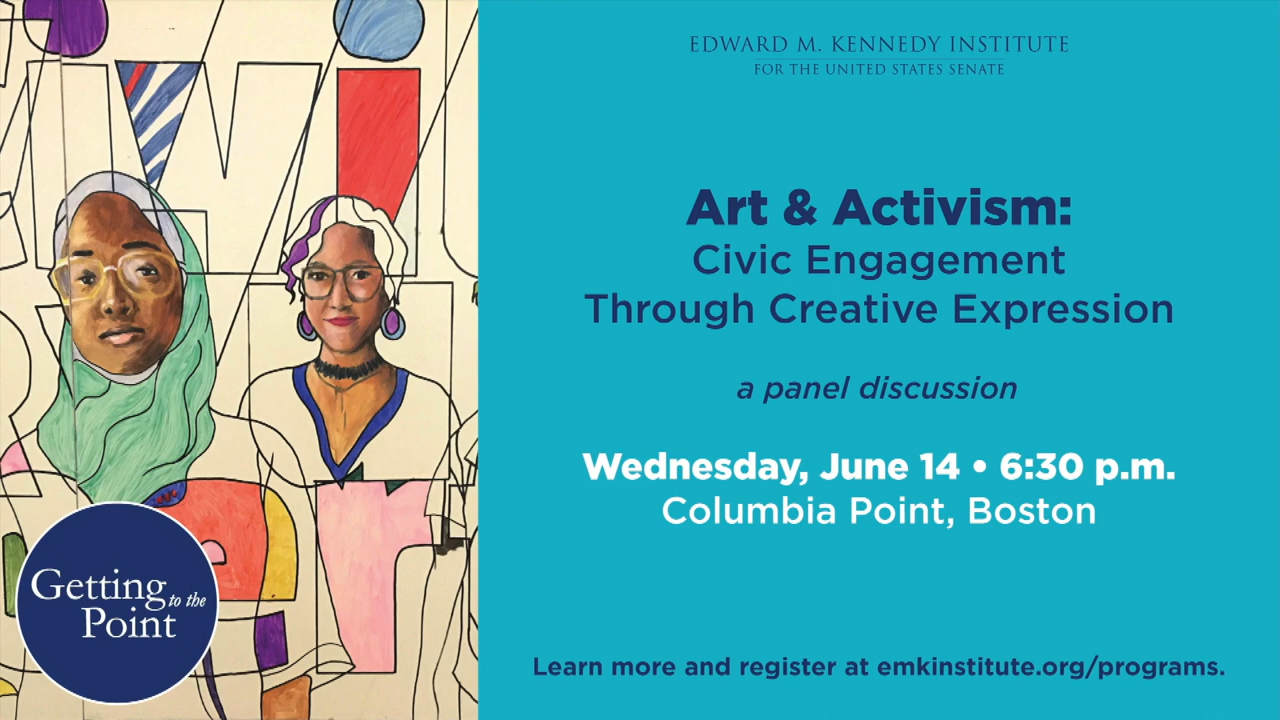 EDWARD M. KENNEDY INSTITUTE
FOR THE UNITED STATES SENATE
Art & Activism:
Civic Engagement
Through Creative Expression
a panel discussion
Wednesday, June 14 • 6:30 p.m.
Columbia Point, Boston
Learn more and register at emkinstitute.org/programs.
Getting to the
Point